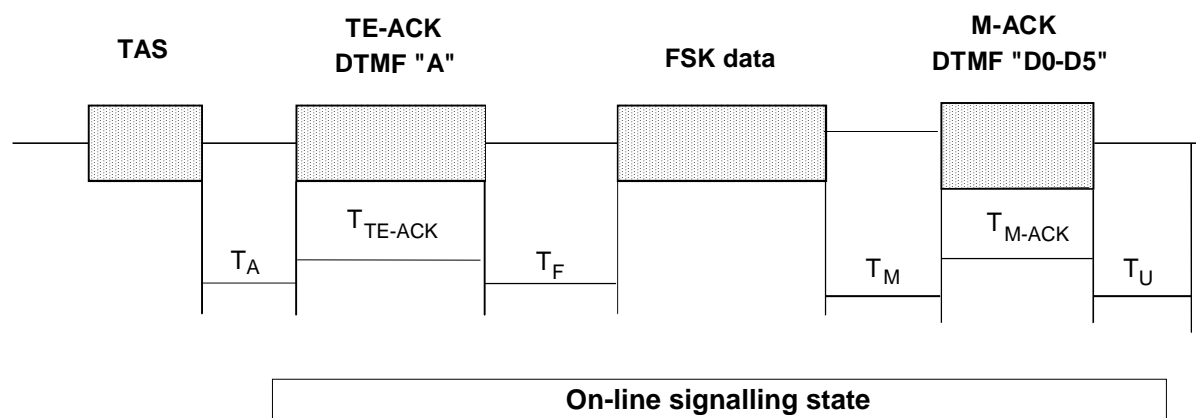 TAS
TE-ACK
DTMF "A"
FSK data
M-ACK
DTMF "D0-D5"
T_A
T_TE-ACK
T_F
T_M
T_M-ACK
T_U
On-line signalling state